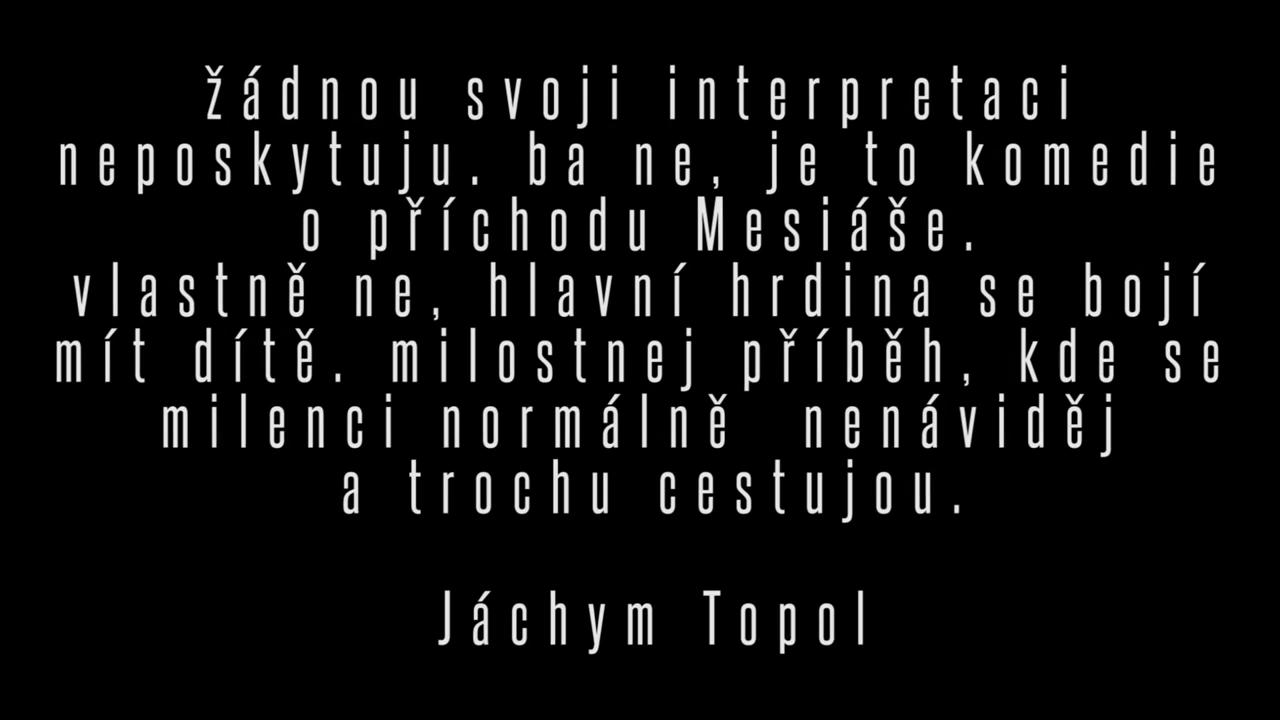 žádnou svoji interpretaci
neposkytuju. ba ne, je to komedie
o příchodu Mesiáše.
vlastně ne, hlavní hrdina se bojí
mít dítě. milostnej příběh, kde se
milenci normálně nenáviděj
a trochu cestujou.
Jáchym Topol